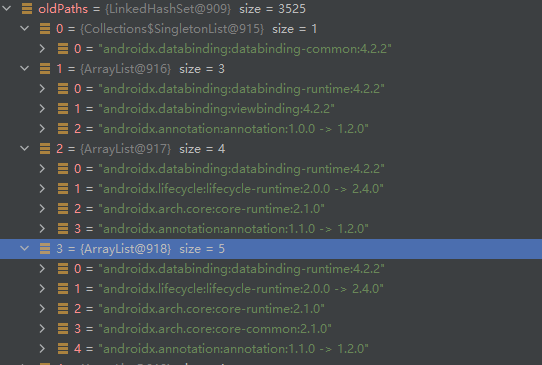 oldPaths = {LinkedHashSet@909} size = 3525
0 = {Collections$SingletonList@915} size = 1
0 = "androidx.databinding:databinding-common:4.2.2"
1 = {ArrayList@916} size = 3
0 = "androidx.databinding:databinding-runtime:4.2.2"
1 = "androidx.databinding:viewbinding:4.2.2"
2 = "androidx.annotation:annotation:1.0.0 -> 1.2.0"
2 = {ArrayList@917} size = 4
0 = "androidx.databinding:databinding-runtime:4.2.2"
1 = "androidx.lifecycle:lifecycle-runtime:2.0.0 -> 2.4.0"
2 = "androidx.arch.core:core-runtime:2.1.0"
3 = "androidx.annotation:annotation:1.1.0 -> 1.2.0"
3 = {ArrayList@918} size = 5
0 = "androidx.databinding:databinding-runtime:4.2.2"
1 = "androidx.lifecycle:lifecycle-runtime:2.0.0 -> 2.4.0"
2 = "androidx.arch.core:core-runtime:2.1.0"
3 = "androidx.arch.core:core-common:2.1.0"
4 = "androidx.annotation:annotation:1.1.0 -> 1.2.0"